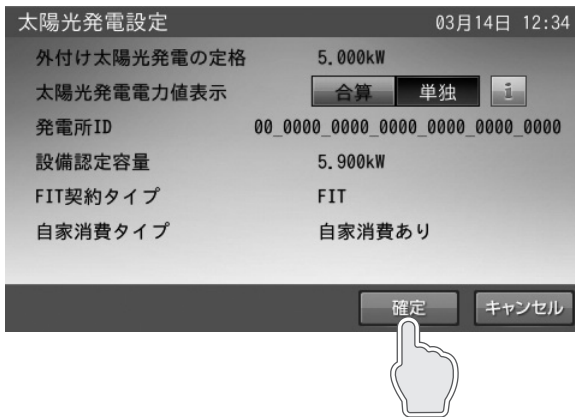 太陽光発電設定 03月14日 12:34
外付け太陽光発電の定格 5.000kW
太陽光発電電力値表示 合算 単独 i
発電所ID 00_0000_0000_0000_0000_0000_0000
設備認定容量 5.900kW
FIT契約タイプ FIT
自家消費タイプ 自家消費あり
確定 キャンセル